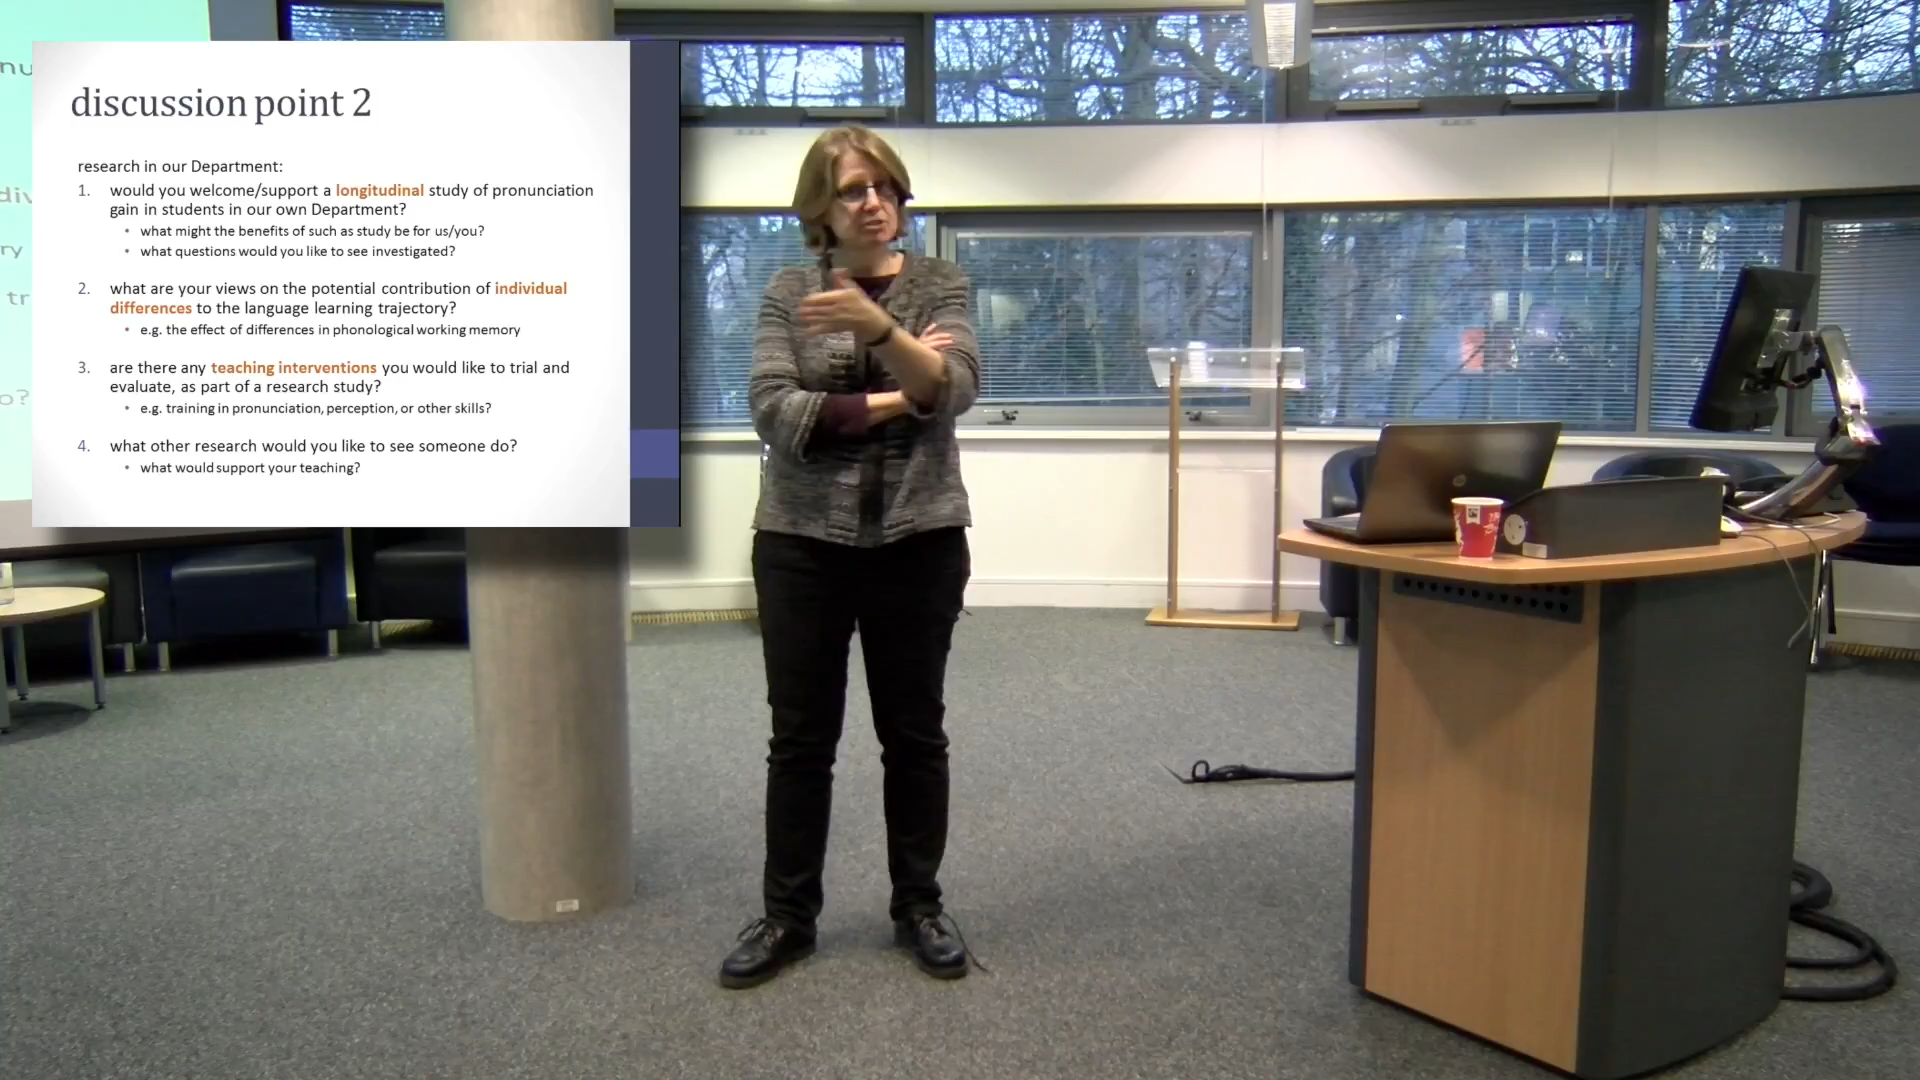 discussion point 2
research in our Department:
1. would you welcome/support a longitudinal study of pronunciation
gain in students in our own Department?
• what might the benefits of such as study be for us/you?
• what questions would you like to see investigated?
2. what are your views on the potential contribution of individual
differences to the language learning trajectory?
• e.g. the effect of differences in phonological working memory
3. are there any teaching interventions you would like to trial and
evaluate, as part of a research study?
• e.g. training in pronunciation, perception, or other skills?
4. what other research would you like to see someone do?
• what would support your teaching?